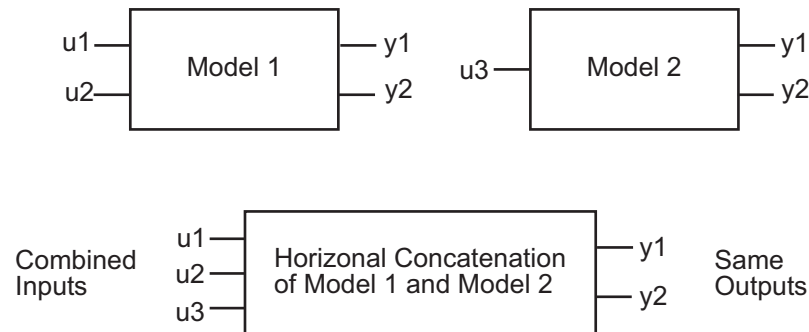 u1
u2
Model 1
y1
y2
u3
Model 2
y1
y2
Combined
Inputs
u1
u2
u3
Horizonal Concatenation
of Model 1 and Model 2
y1
y2
Same
Outputs